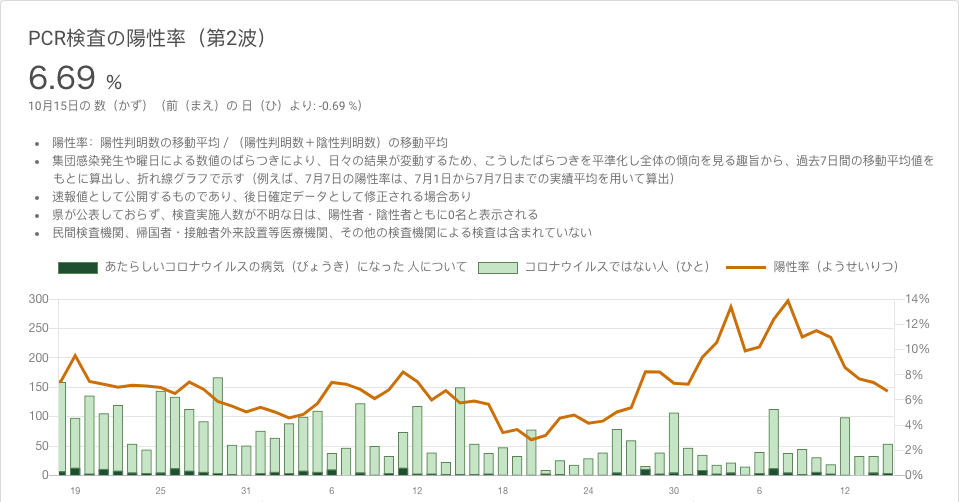 PCR検査の陽性率（第2波）
6.69 %
10月15日の 数（かず）（前（まえ）の 日（ひ）より: -0.69 %）
• 陽性率：陽性判明数の移動平均 / （陽性判明数＋陰性判明数）の移動平均
• 集団感染発生や曜日による数値のばらつきにより、日々の結果が変動するため、こうしたばらつきを平準化し全体の傾向を見る趣旨から、過去7日間の移動平均値を
もとに算出し、折れ線グラフで示す（例えば、7月7日の陽性率は、7月1日から7月7日までの実績平均を用いて算出）
• 速報値として公開するものであり、後日確定データとして修正される場合あり
• 県が公表しておらず、検査実施人数が不明な日は、陽性者・陰性者ともに0名と表示される
• 民間検査機関、帰国者・接触者外来設置等医療機関、その他の検査機関による検査は含まれていない
あたらしいコロナウイルスの病気（びょうき）になった 人について コロナウイルスではない人（ひと） 陽性率（ようせいりつ）
300 14%
250 12%
200 10%
150 8%
100 6%
50 4%
0 2%
0%
19 25 31 6 12 18 24 30 6 12